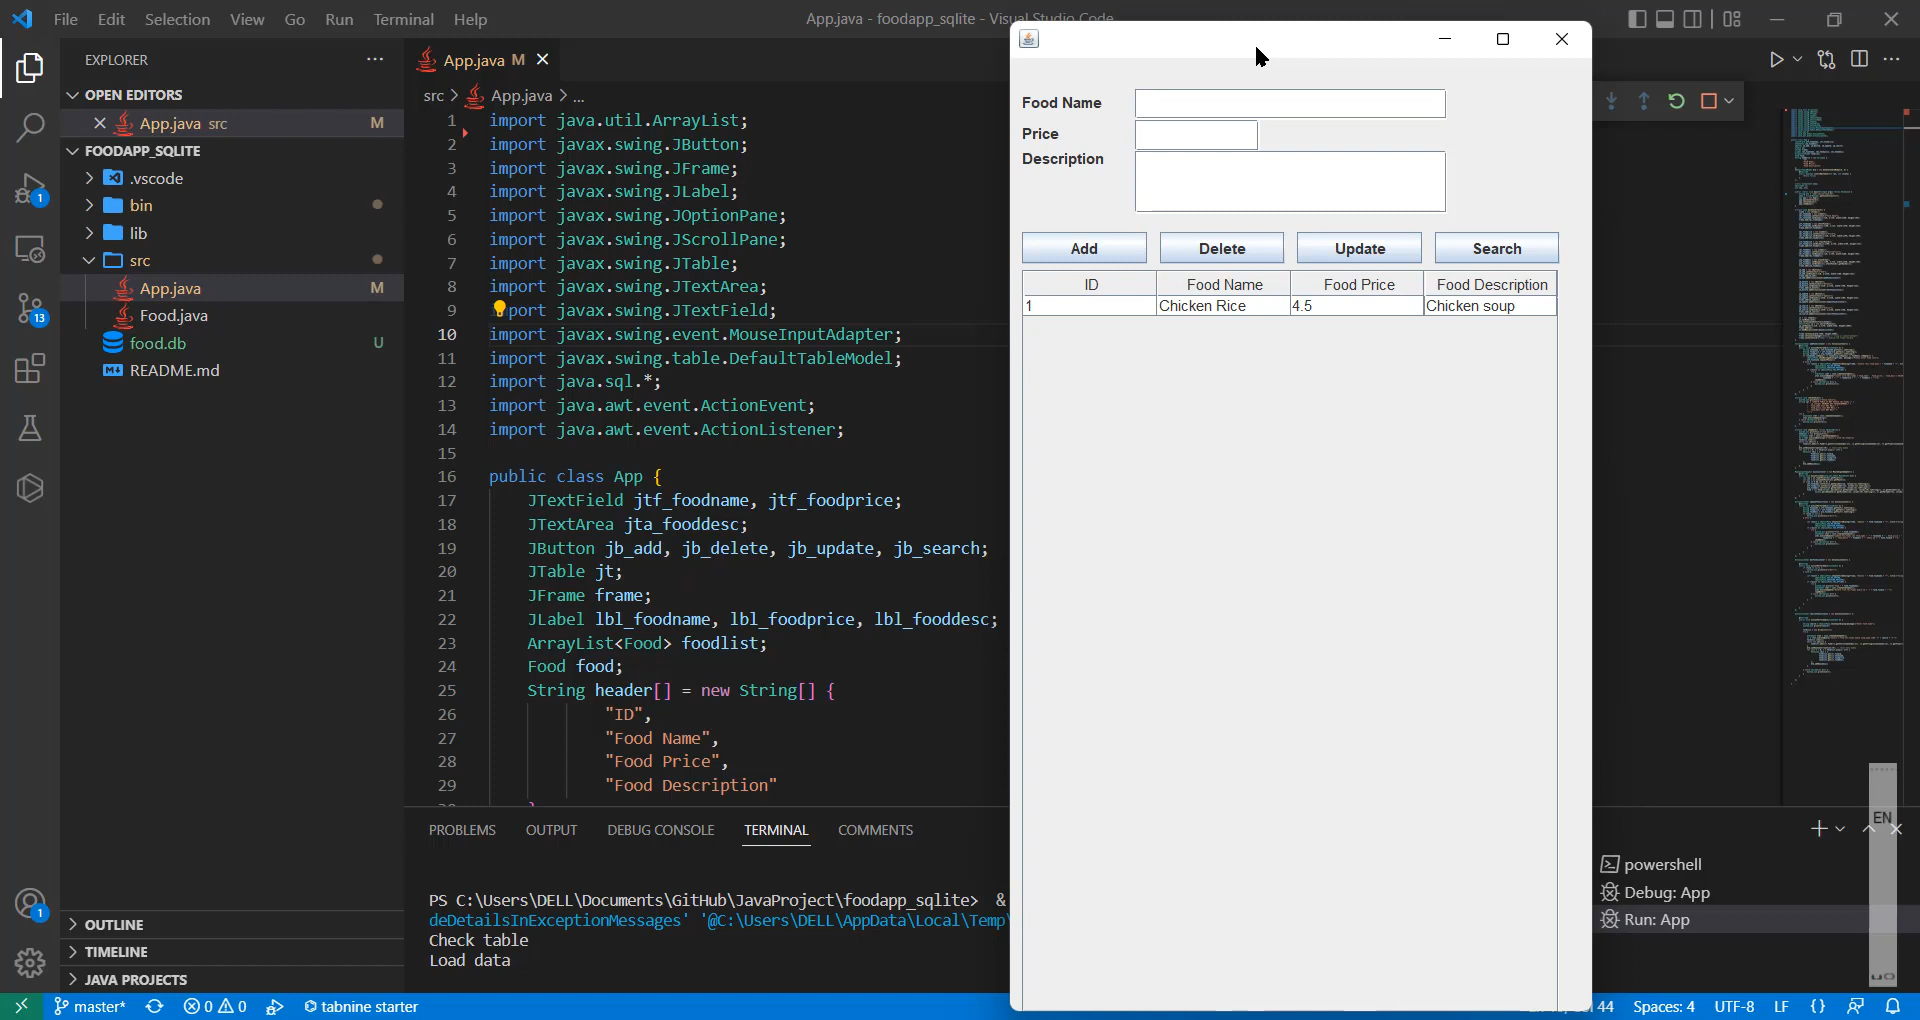 File Edit Selection View Go Run Terminal Help
App.java - foodapp_sqlite - Visual Studio Code
EXPLORER
OPEN EDITORS
App.java src M
FOODAPP_SQLITE
.vscode
bin
lib
src
App.java M
Food.java
food.db U
README.md
OUTLINE
TIMELINE
JAVA PROJECTS
1
13
1
App.java M
src > App.java > ...
1 import java.util.ArrayList;
2 import javax.swing.JButton;
3 import javax.swing.JFrame;
4 import javax.swing.JLabel;
5 import javax.swing.JOptionPane;
6 import javax.swing.JScrollPane;
7 import javax.swing.JTable;
8 import javax.swing.JTextArea;
9 port javax.swing.JTextField;
10 import javax.swing.event.MouseInputAdapter;
11 import javax.swing.table.DefaultTableModel;
12 import java.sql.*;
13 import java.awt.event.ActionEvent;
14 import java.awt.event.ActionListener;
15
16 public class App {
17 JTextField jtf_foodname, jtf_foodprice;
18 JTextArea jta_fooddesc;
19 JButton jb_add, jb_delete, jb_update, jb_search;
20 JTable jt;
21 JFrame frame;
22 JLabel lbl_foodname, lbl_foodprice, lbl_fooddesc;
23 ArrayList<Food> foodlist;
24 Food food;
25 String header[] = new String[] {
26 "ID",
27 "Food Name",
28 "Food Price",
29 "Food Description"
PROBLEMS OUTPUT DEBUG CONSOLE TERMINAL COMMENTS
PS C:\Users\DELL\Documents\GitHub\JavaProject\foodapp_sqlite> &
deDetailsInExceptionMessages' '@C:\Users\DELL\AppData\Local\Temp\
Check table
Load data
Food Name
Price
Description
Add Delete Update Search
ID Food Name Food Price Food Description
1 Chicken Rice 4.5 Chicken soup
EN
powershell
Debug: App
Run: App
master* 0 0 tabnine starter
44 Spaces: 4 UTF-8 LF {}